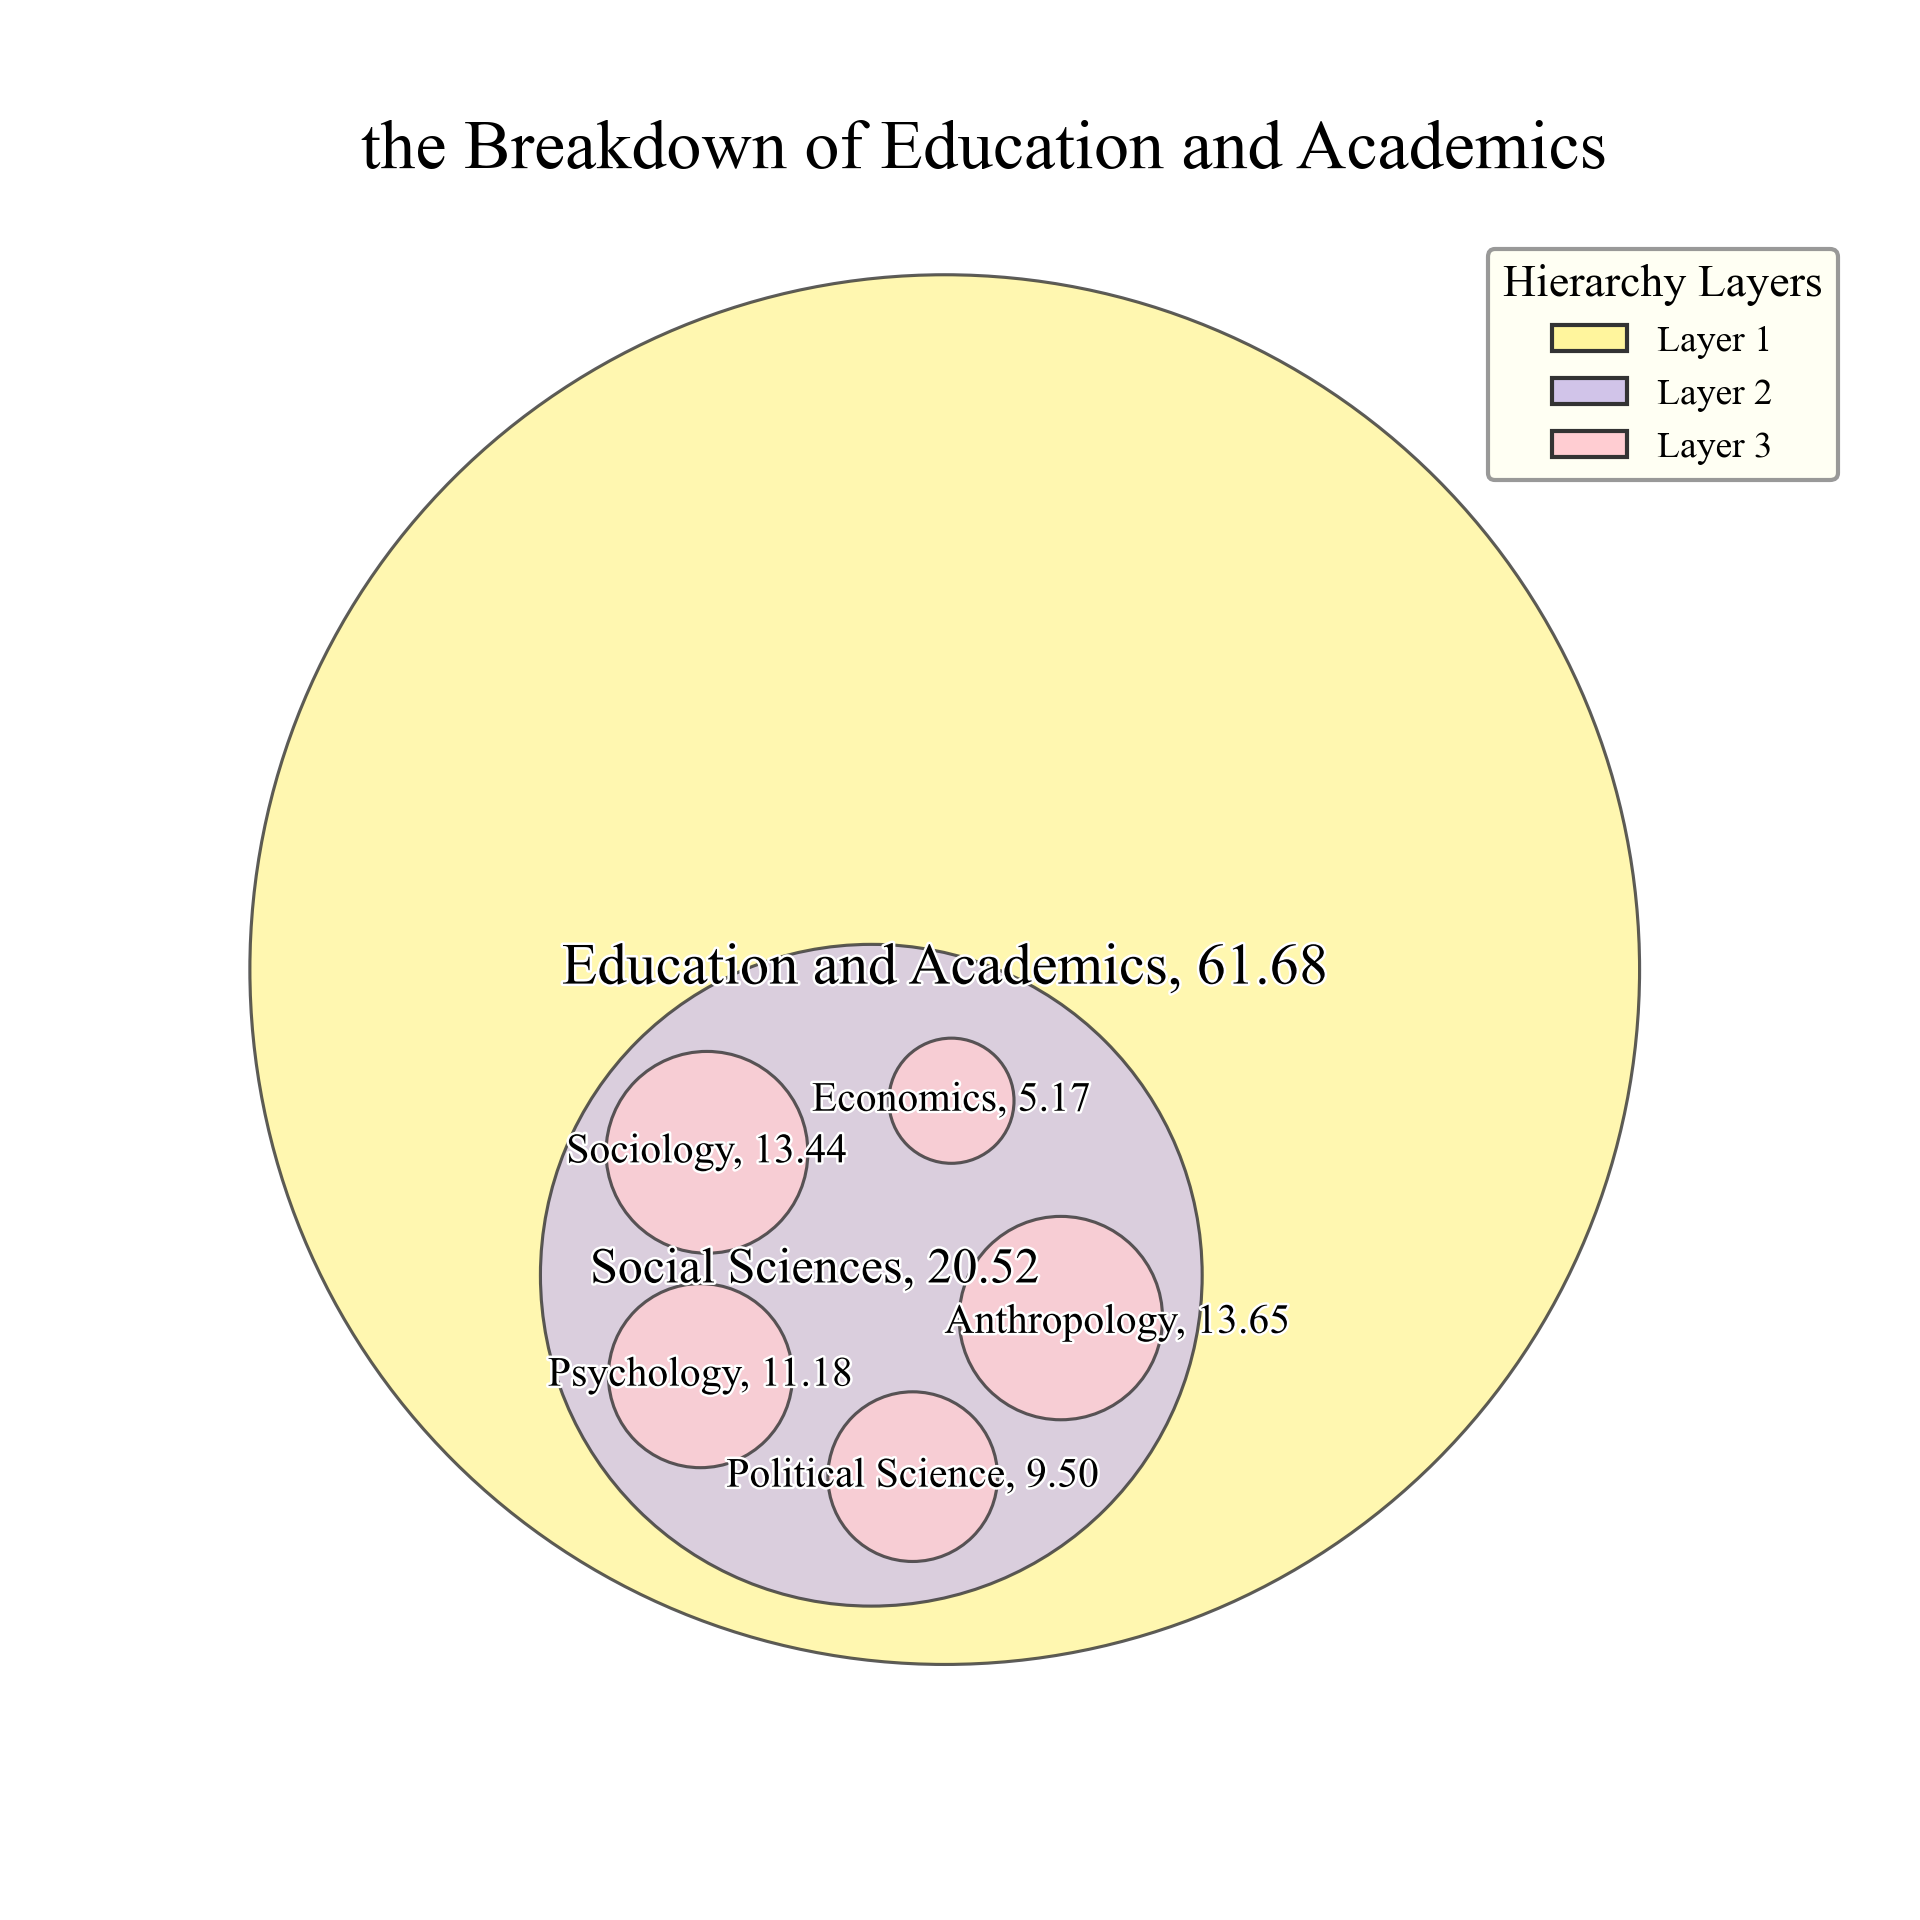 the Breakdown of Education and Academics
Hierarchy Layers
Layer 1
Layer 2
Layer 3
Education and Academics, 61.68
Economics, 5.17
Sociology, 13.44
Social Sciences, 20.52
Anthropology, 13.65
Psychology, 11.18
Political Science, 9.50